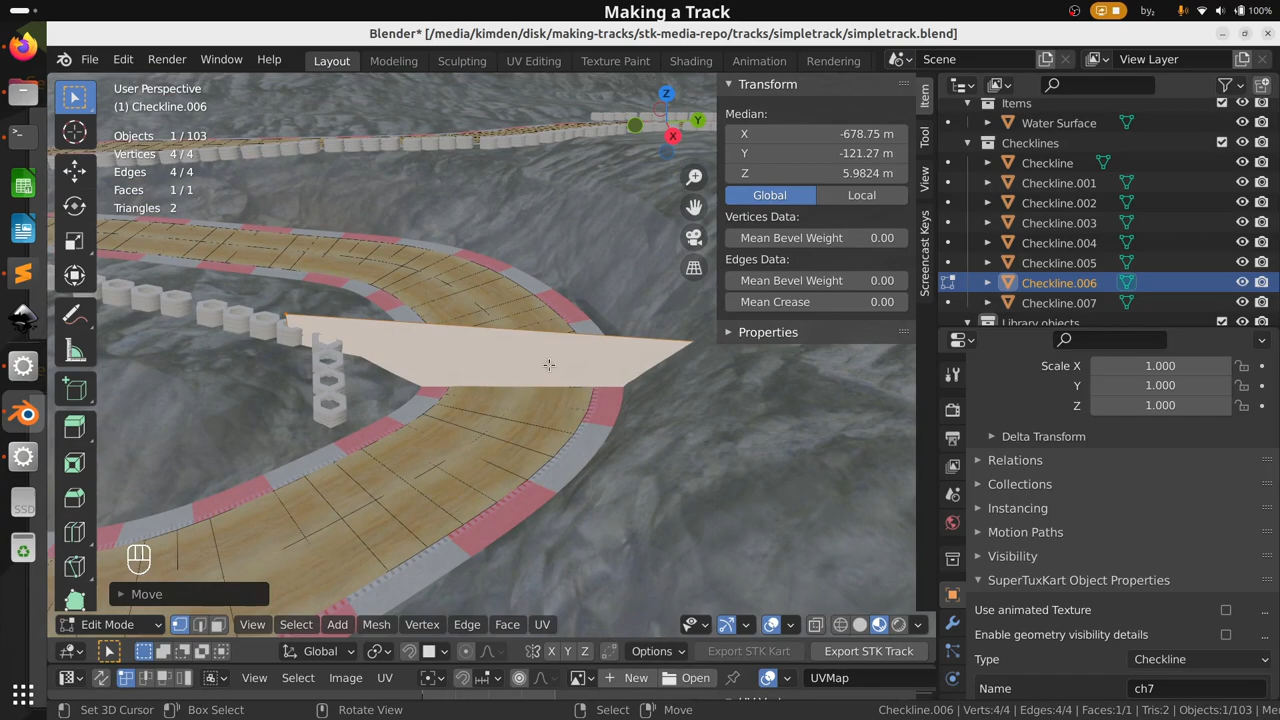 Making a Track
by₂
100%
Blender* [/media/kimden/disk/making-tracks/stk-media-repo/tracks/simpletrack/simpletrack.blend]
File Edit Render Window Help Layout Modeling Sculpting UV Editing Texture Paint Shading Animation Rendering Scene View Layer
User Perspective
(1) Checkline.006
Objects 1 / 103
Vertices 4 / 4
Edges 4 / 4
Faces 1 / 1
Triangles 2
Z
Y
X
Transform
Median:
X -678.75 m
Y -121.27 m
Z 5.9824 m
Global Local
Vertices Data:
Mean Bevel Weight 0.00
Edges Data:
Mean Bevel Weight 0.00
Mean Crease 0.00
Properties
Item
Tool
View
Screencast Keys
Items
Water Surface
Checklines
Checkline
Checkline.001
Checkline.002
Checkline.003
Checkline.004
Checkline.005
Checkline.006
Checkline.007
Library objects
Scale X 1.000
Y 1.000
Z 1.000
Delta Transform
Relations
Collections
Instancing
Motion Paths
Visibility
SuperTuxKart Object Properties
Use animated Texture ...
Enable geometry visibility details ...
Type Checkline
Name ch7
SSD
Move
Edit Mode View Select Add Mesh Vertex Edge Face UV
Global X Y Z Options Export STK Kart Export STK Track
View Select Image UV New Open UVMap
Set 3D Cursor Box Select Rotate View Select Move Checkline.006 | Verts:4/4 | Edges:4/4 | Faces:1/1 | Tris:2 | Objects:1/103 | Me